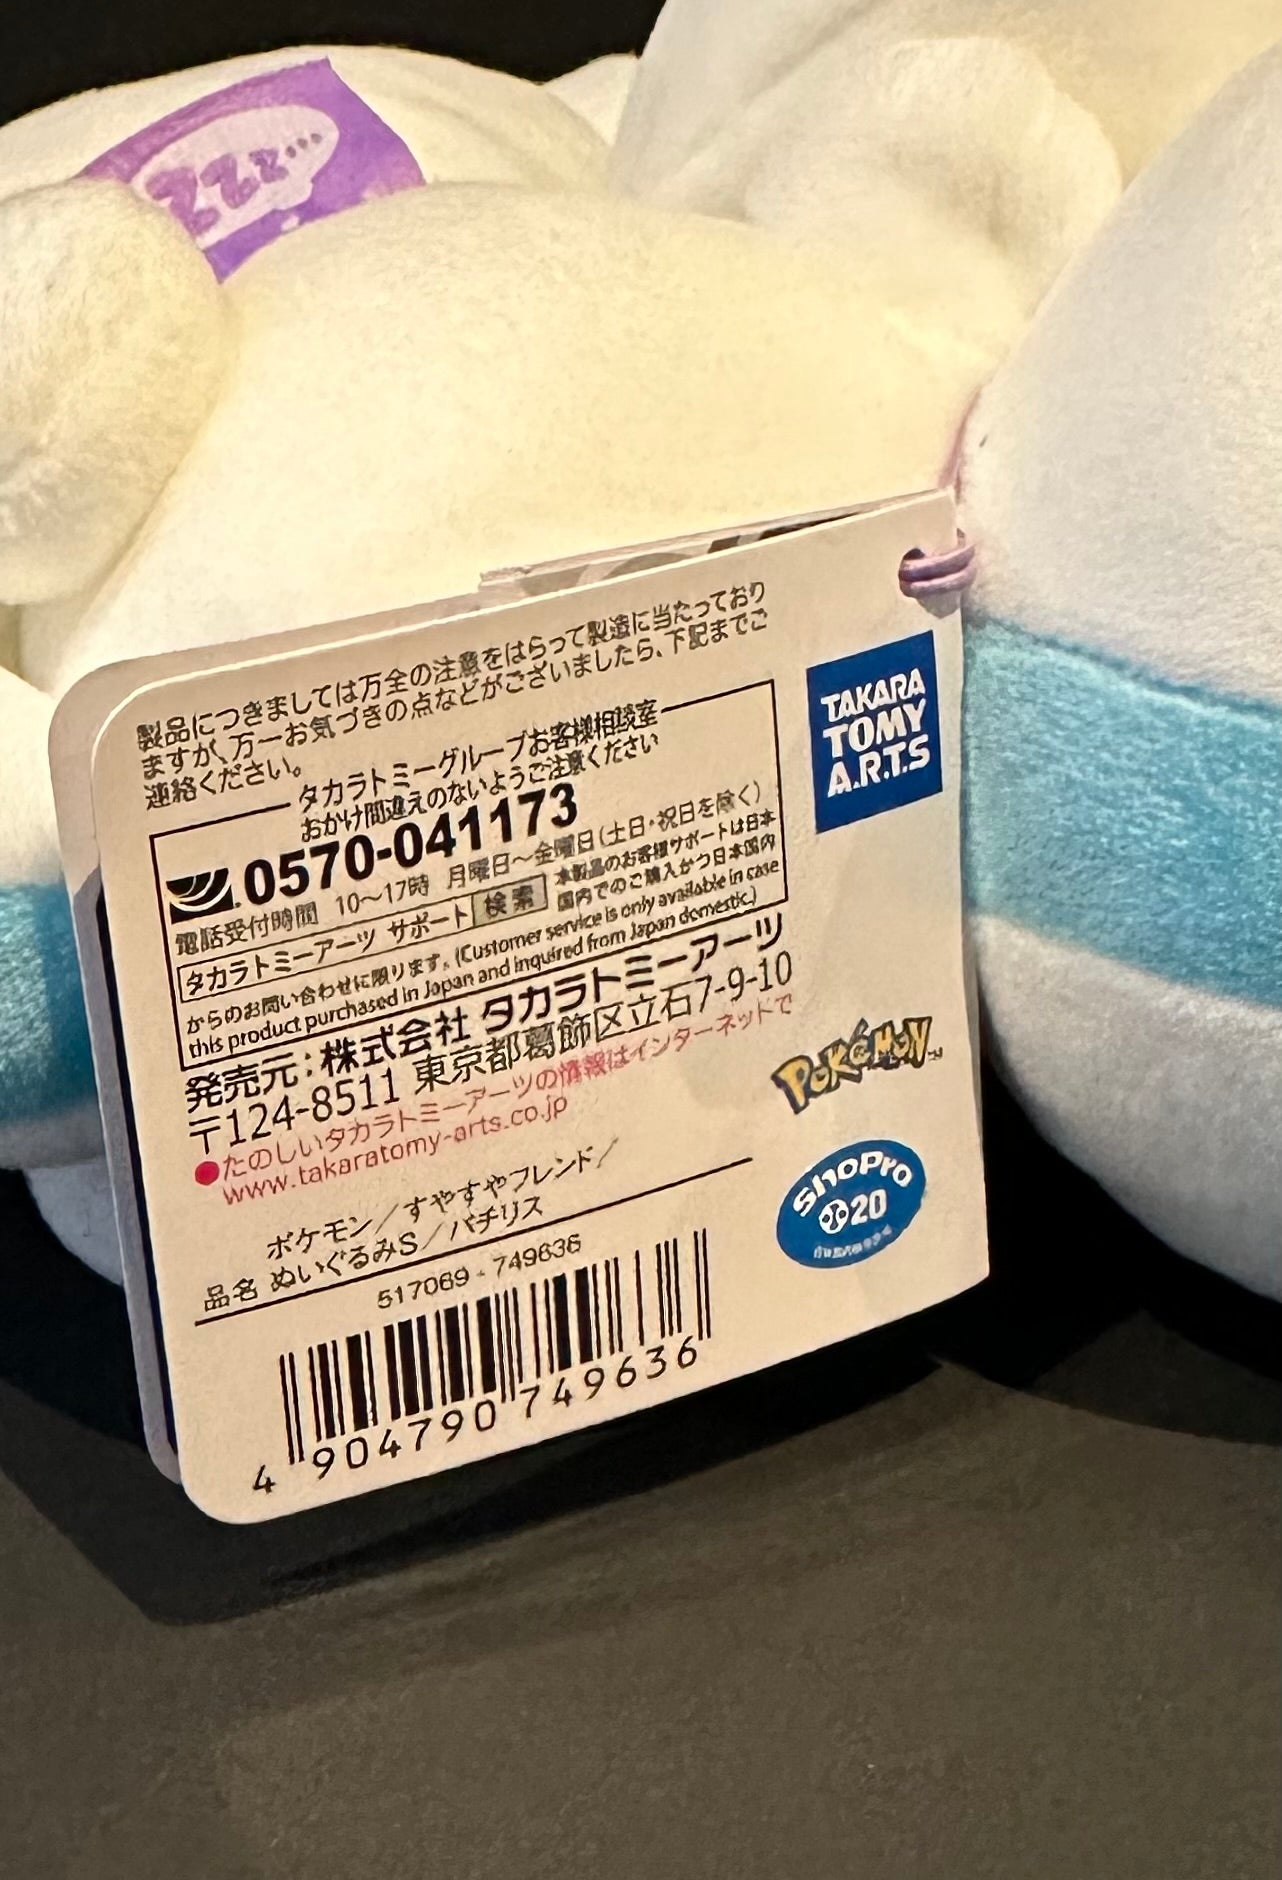 Zzz...
製品につきましては万全の注意をはらって製造に当たっており
ますが、万一お気づきの点などがございましたら、下記までご
連絡ください。
タカラトミーグループお客様相談室
おかけ間違えのないようご注意ください
0570-041173
電話受付時間 10〜17時 月曜日〜金曜日(土日・祝日を除く)
タカラトミーアーツ サポート 検索
本製品のお客様サポートは日本
国内でのご購入かつ日本国内
からのお問い合わせに限ります。(Customer service is only available in case
this product purchased in Japan and inquired from Japan domestic.)
発売元:株式会社 タカラトミーアーツ
〒124-8511 東京都葛飾区立石7-9-10
●たのしいタカラトミーアーツの情報はインターネットで
www.takaratomy-arts.co.jp
ポケモン/すやすやフレンド/
品名 ぬいぐるみS/パチリス
517069-749636
4 904790 749636
TAKARA
TOMY
A.R.T.S
POKéMON™
ShoPro
20